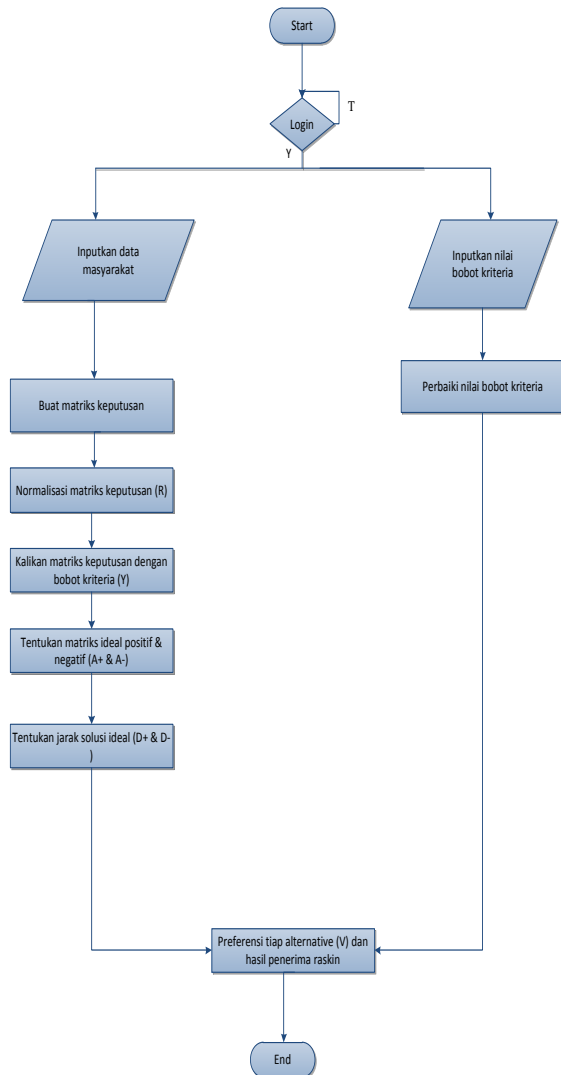 Start
Login
T
Y
Inputkan data
masyarakat
Inputkan nilai
bobot kriteria
Buat matriks keputusan
Perbaiki nilai bobot kriteria
Normalisasi matriks keputusan (R)
Kalikan matriks keputusan dengan
bobot kriteria (Y)
Tentukan matriks ideal positif &
negatif (A+ & A-)
Tentukan jarak solusi ideal (D+ & D-
)
Preferensi tiap alternative (V) dan
hasil penerima raskin
End